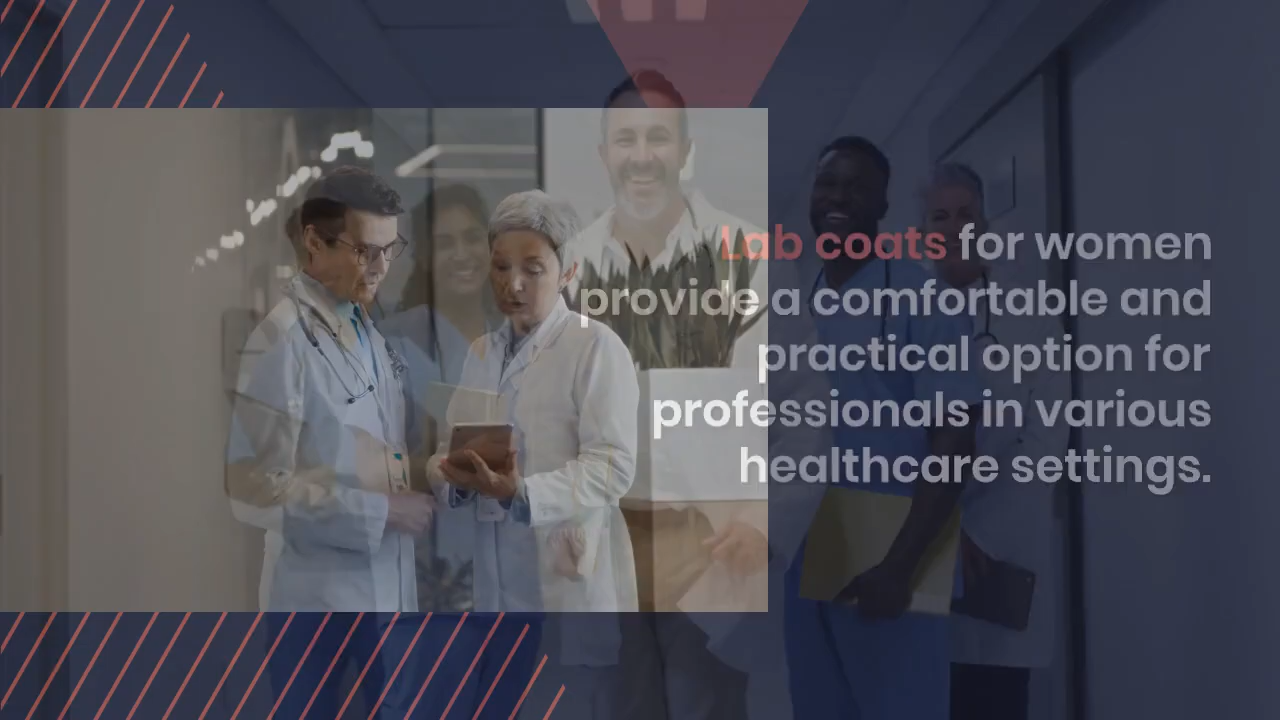 Lab coats for women
provide a comfortable and
practical option for
professionals in various
healthcare settings.